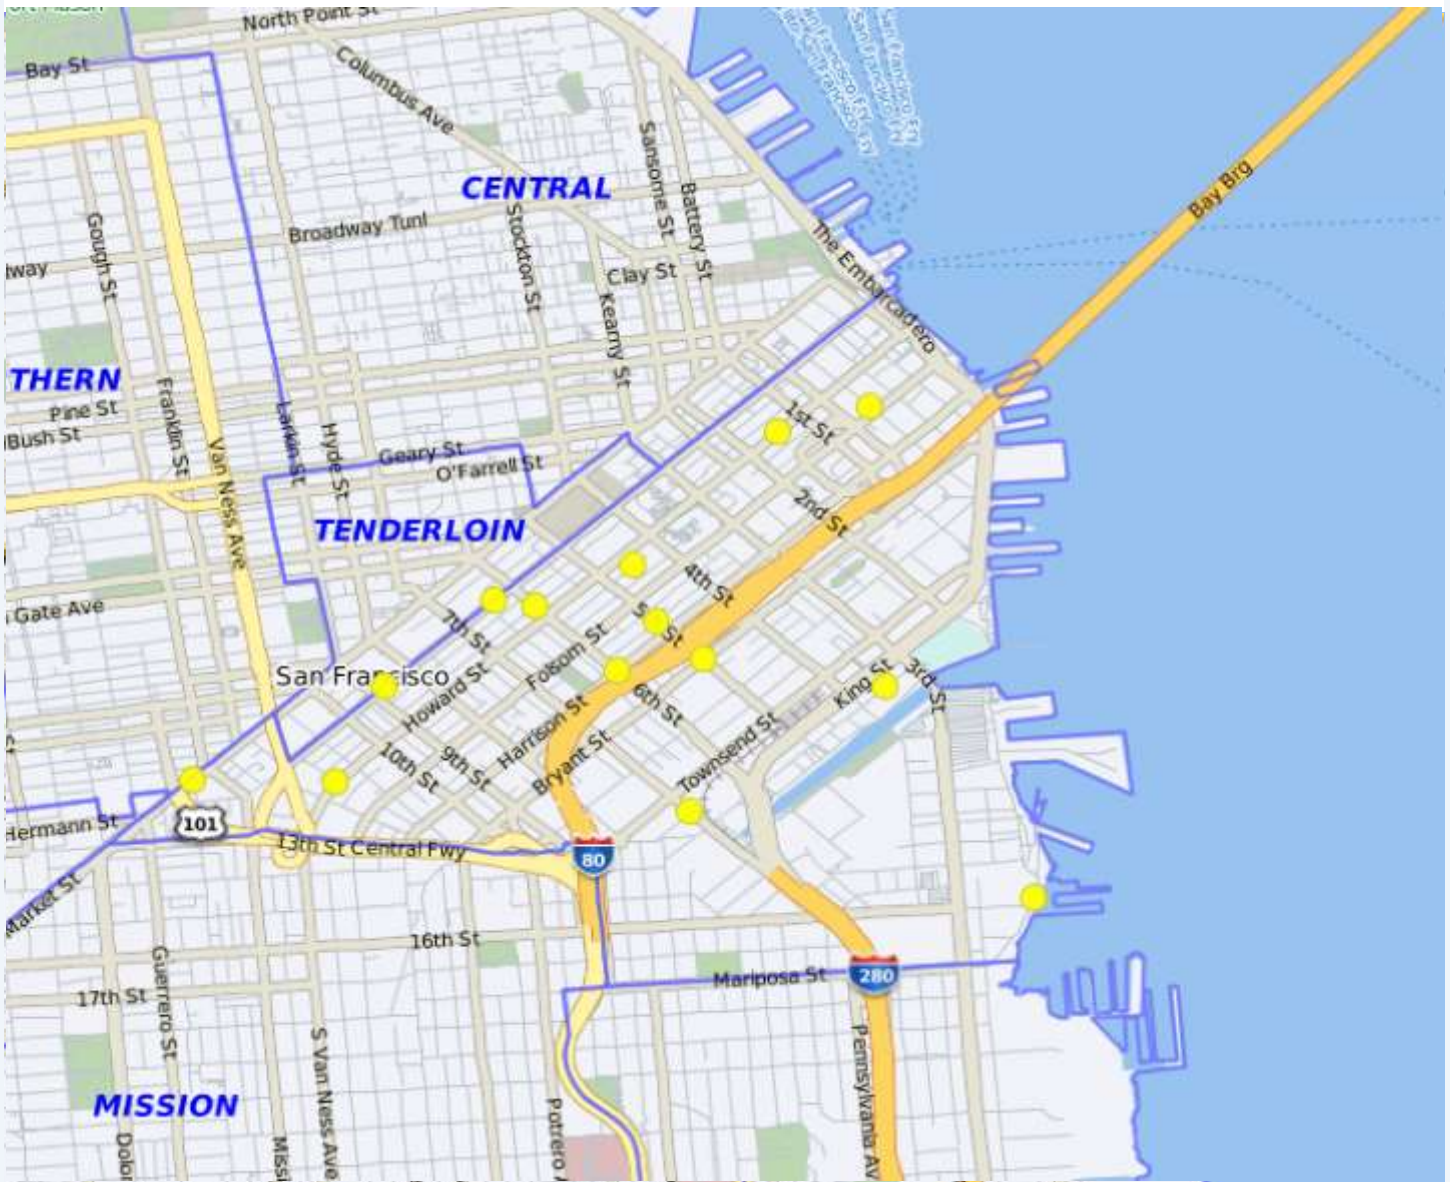 North Point St
Bay St
Columbus Ave
Sansome St
Battery St
CENTRAL
Bay Brg
Gough St
Broadway Tunl
Stockton St
The Embarcadero
way
Clay St
Kearny St
THERN
Pine St
Bush St
Franklin St
Larkin St
Hyde St
Van Ness Ave
Geary St
O'Farrell St
1st St
2nd St
TENDERLOIN
4th St
Gate Ave
7th St
St
Folsom St
San Francisco
Howard St
6th St
King St
3rd St
Harrison St
Bryant St
Townsend St
10th St
9th St
Hermann St
101
13th St Central Fwy
80
Market St
16th St
Mariposa St
280
17th St
Guerrero St
S Van Ness Ave
Pennsylvania Av
MISSION
Potrero
Dolor
Missi